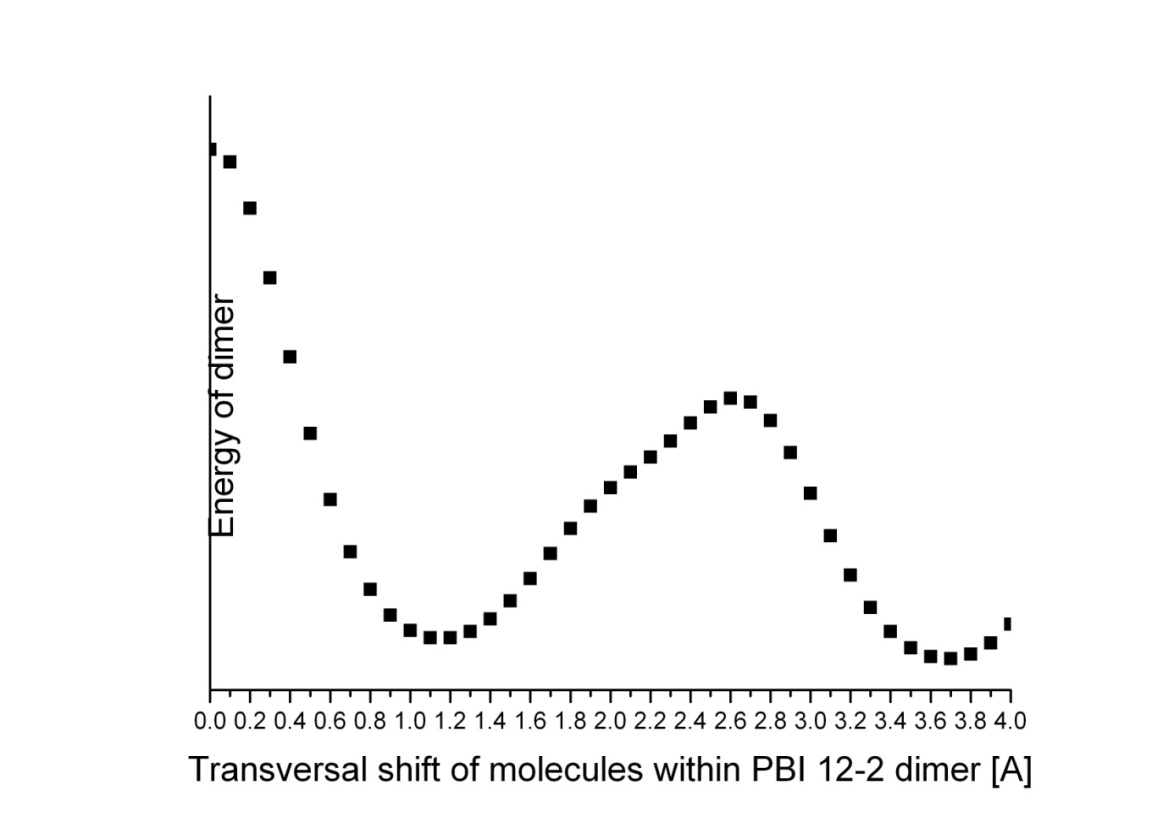 Energy of dimer
0.0 0.2 0.4 0.6 0.8 1.0 1.2 1.4 1.6 1.8 2.0 2.2 2.4 2.6 2.8 3.0 3.2 3.4 3.6 3.8 4.0
Transversal shift of molecules within PBI 12-2 dimer [A]